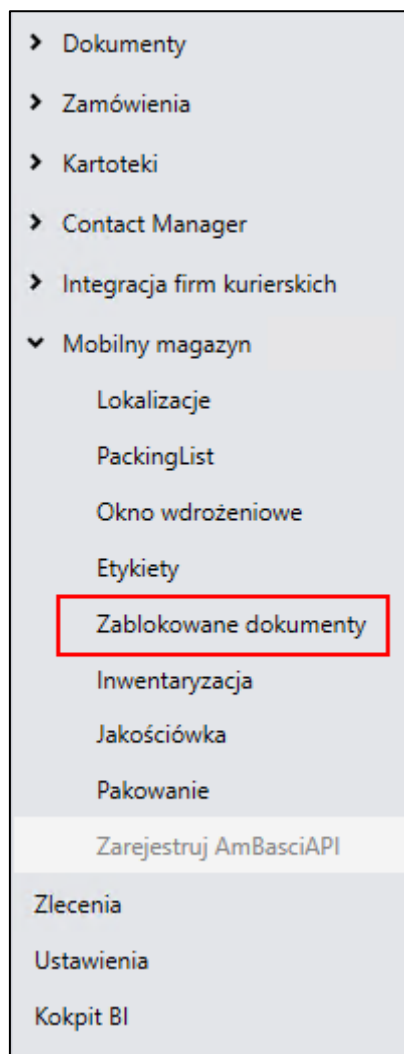 Dokumenty
Zamówienia
Kartoteki
Contact Manager
Integracja firm kurierskich
Mobilny magazyn
Lokalizacje
PackingList
Okno wdrożeniowe
Etykiety
Zablokowane dokumenty
Inwentaryzacja
Jakościówka
Pakowanie
Zarejestruj AmBasciAPI
Zlecenia
Ustawienia
Kokpit BI